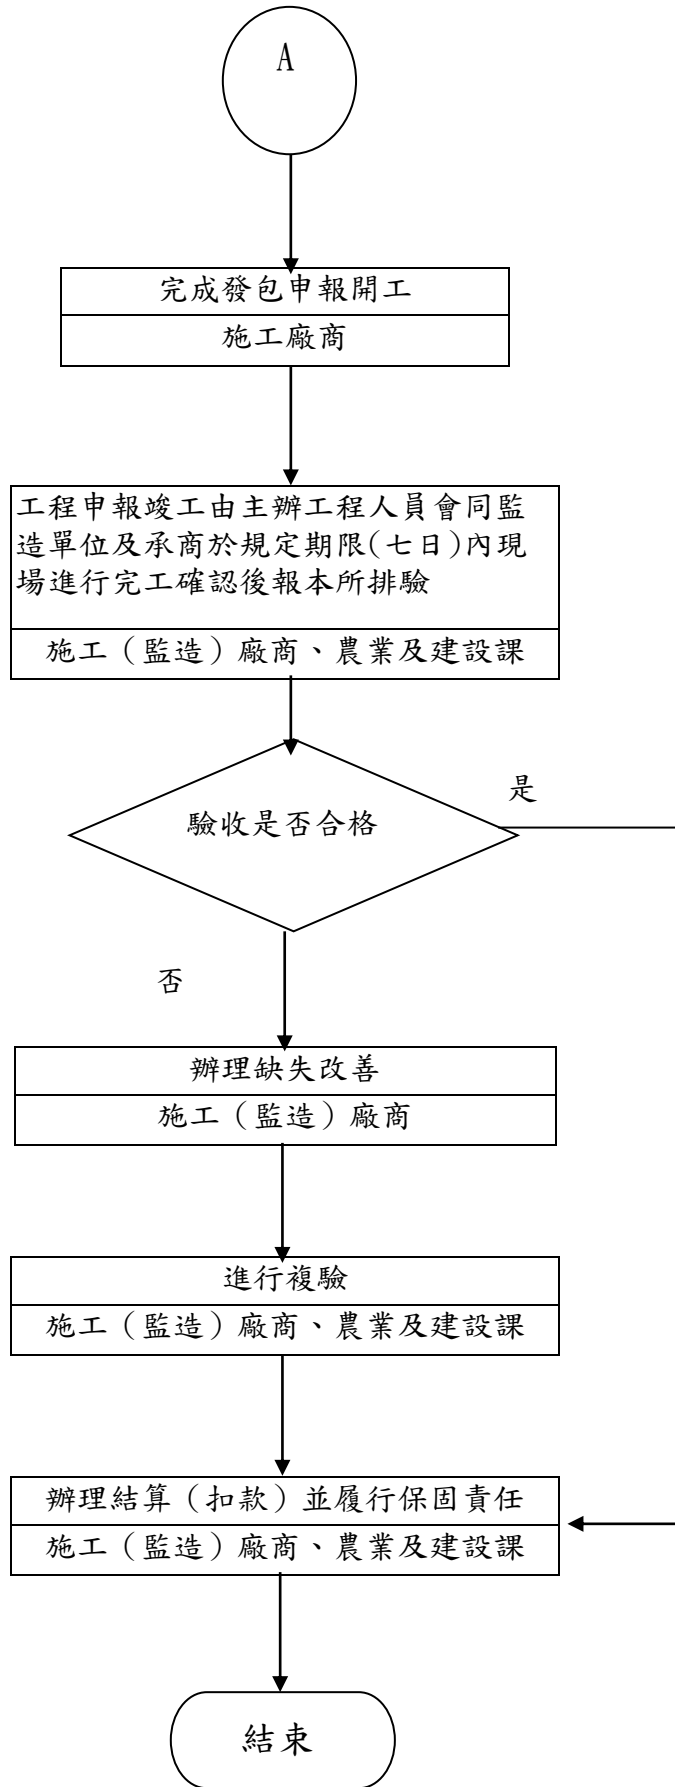 A
完成發包申報開工
施工廠商
工程申報竣工由主辦工程人員會同監
造單位及承商於規定期限(七日)內現
場進行完工確認後報本所排驗
施工（監造）廠商、農業及建設課
是
驗收是否合格
否
辦理缺失改善
施工（監造）廠商
進行複驗
施工（監造）廠商、農業及建設課
辦理結算（扣款）並履行保固責任
施工（監造）廠商、農業及建設課
結束